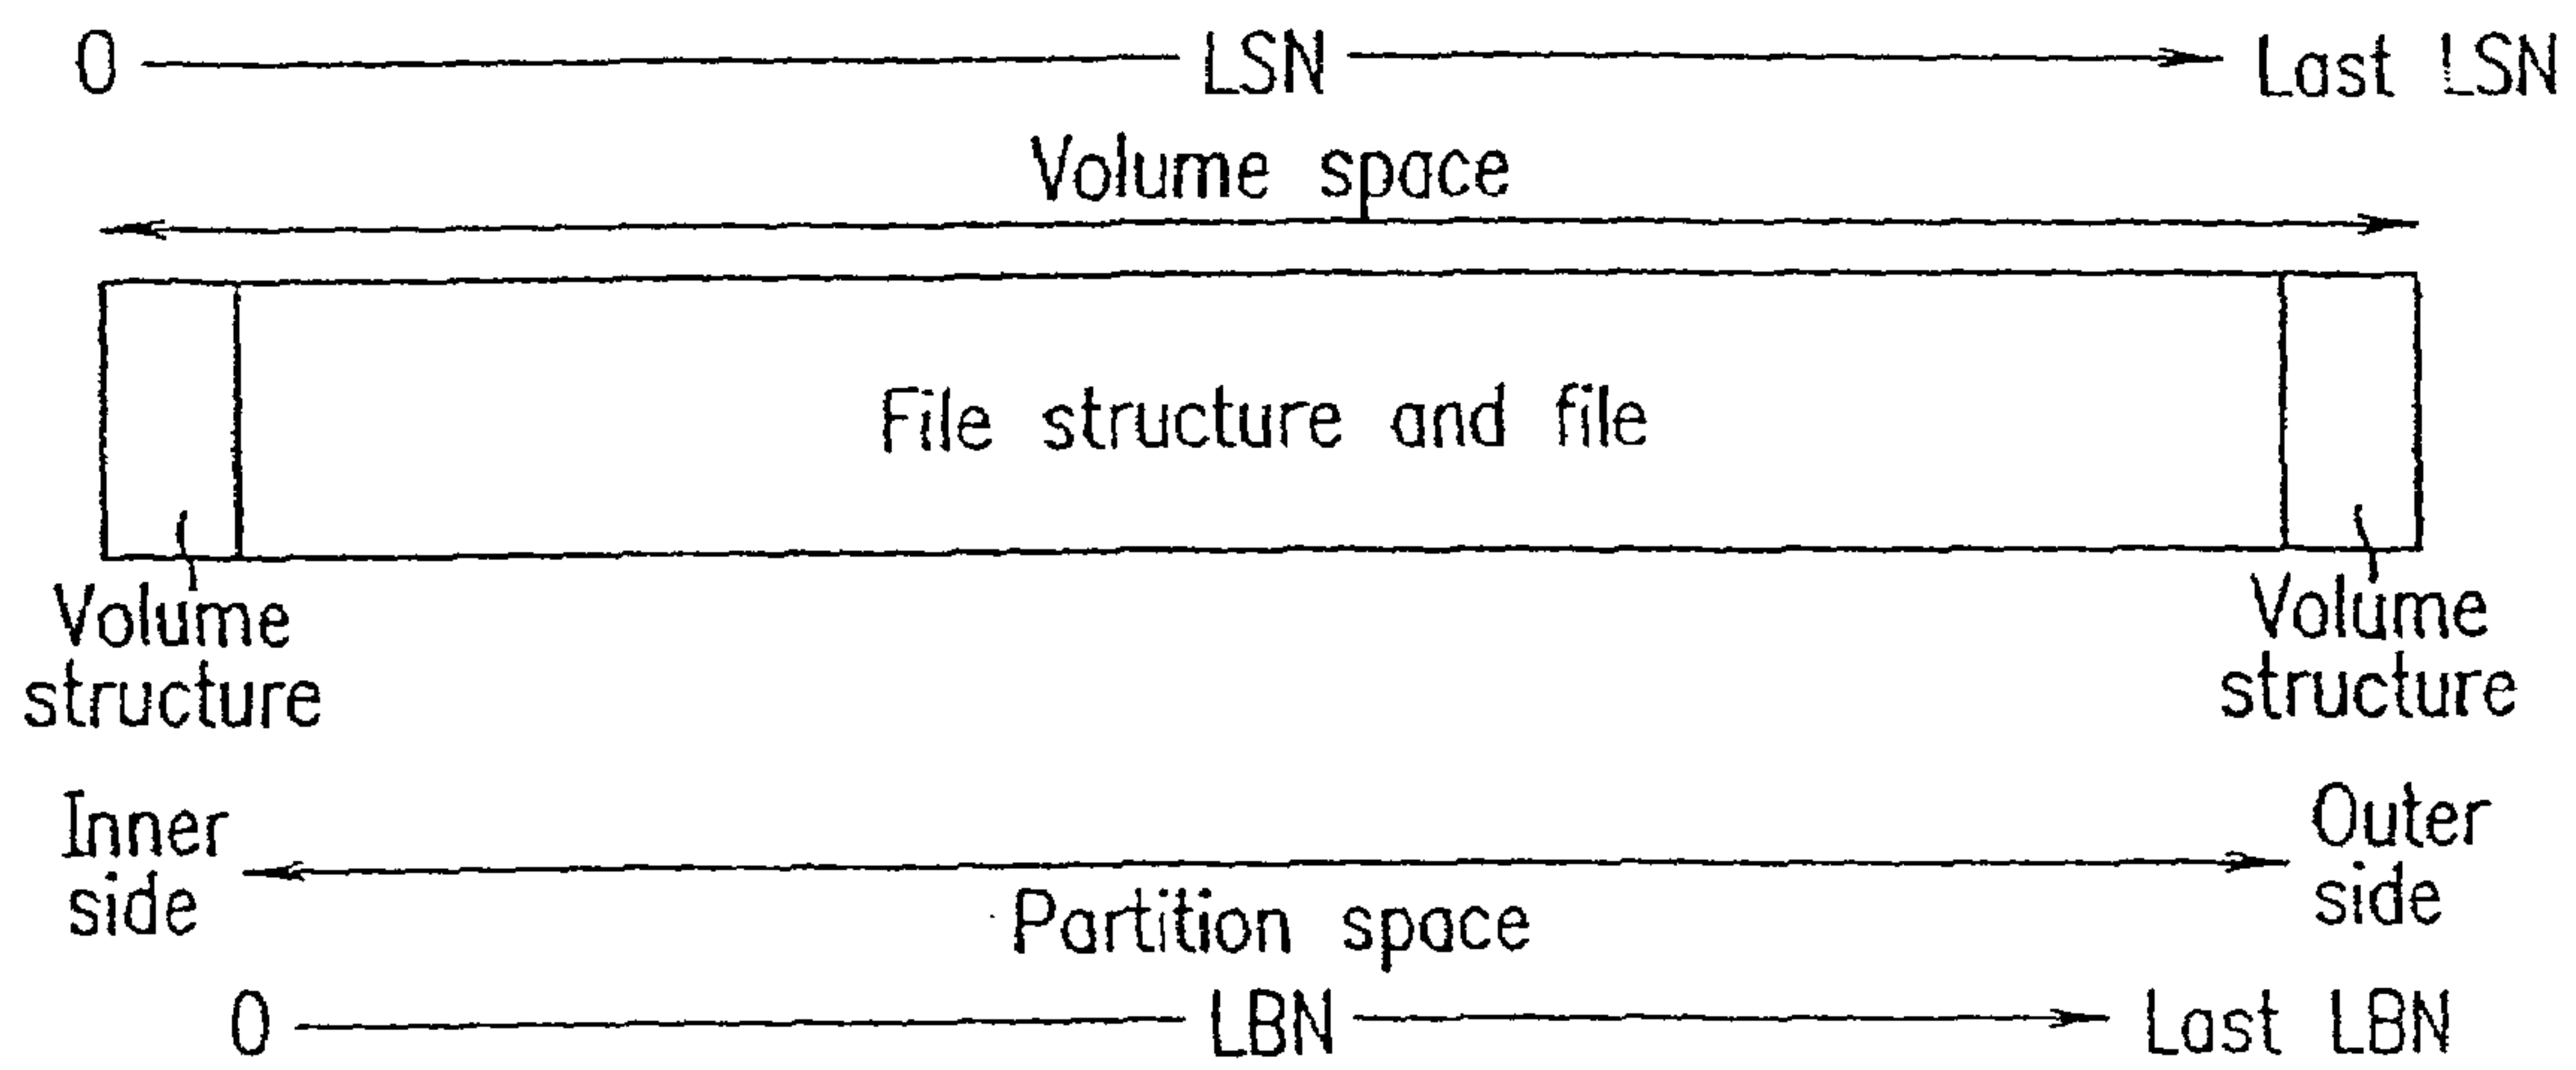 0 LSN Last LSN
Volume space
File structure and file
Volume
structure
Volume
structure
Inner
side
Outer
side
Partition space
0 LBN Last LBN